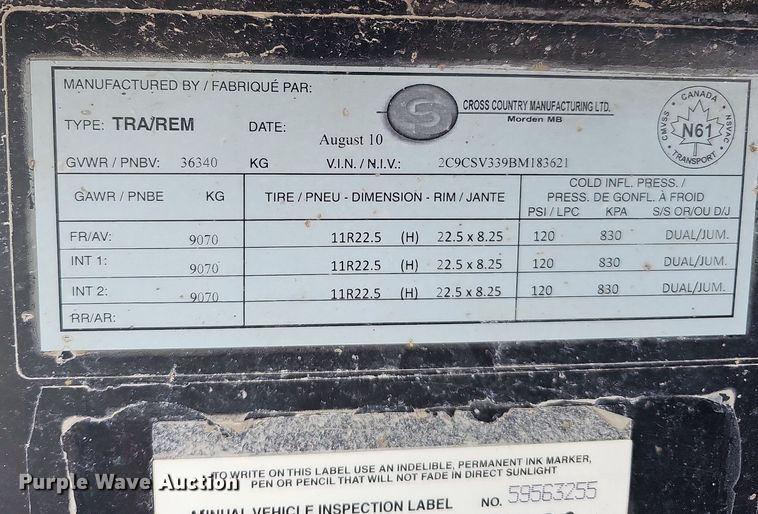 MANUFACTURED BY / FABRIQUÉ PAR:
S CROSS COUNTRY MANUFACTURING LTD.
Morden MB
CMVSS · CANADA · NSVAC · TRANSPORT ·
N61
TYPE: TRA/REM DATE: August 10
GVWR / PNBV: 36340 KG V.I.N. / N.I.V.: 2C9CSV339BM183621
GAWR / PNBE KG TIRE / PNEU - DIMENSION - RIM / JANTE COLD INFL. PRESS. /
PRESS. DE GONFL. À FROID
PSI / LPC KPA S/S OR/OU D/J
FR/AV: 9070 11R22.5 (H) 22.5 x 8.25 120 830 DUAL/JUM.
INT 1: 9070 11R22.5 (H) 22.5 x 8.25 120 830 DUAL/JUM.
INT 2: 9070 11R22.5 (H) 22.5 x 8.25 120 830 DUAL/JUM.
RR/AR:
TO WRITE ON THIS LABEL USE AN INDELIBLE, PERMANENT INK MARKER,
PEN OR PENCIL THAT WILL NOT FADE IN DIRECT SUNLIGHT
ANNUAL VEHICLE INSPECTION LABEL NO. 59563255
Purple Wave Auction